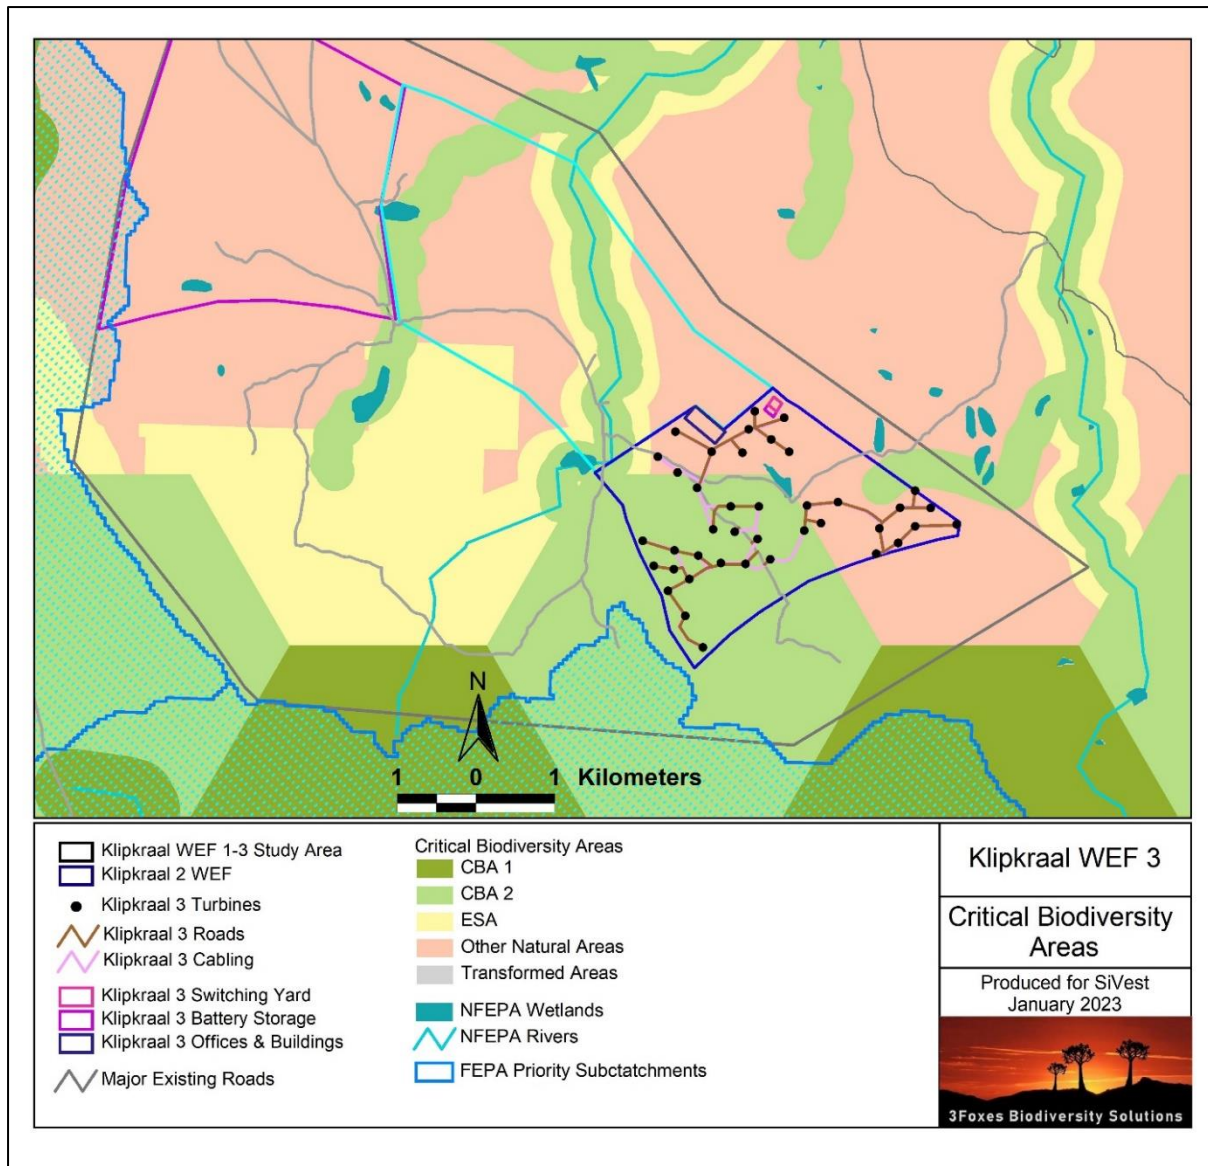 N
1 0 1 Kilometers
Klipkraal WEF 1-3 Study Area
Klipkraal 2 WEF
Klipkraal 3 Turbines
Klipkraal 3 Roads
Klipkraal 3 Cabling
Klipkraal 3 Switching Yard
Klipkraal 3 Battery Storage
Klipkraal 3 Offices & Buildings
Major Existing Roads
Critical Biodiversity Areas
CBA 1
CBA 2
ESA
Other Natural Areas
Transformed Areas
NFEPA Wetlands
NFEPA Rivers
FEPA Priority Subctatchments
Klipkraal WEF 3
Critical Biodiversity
Areas
Produced for SiVest
January 2023
3Foxes Biodiversity Solutions